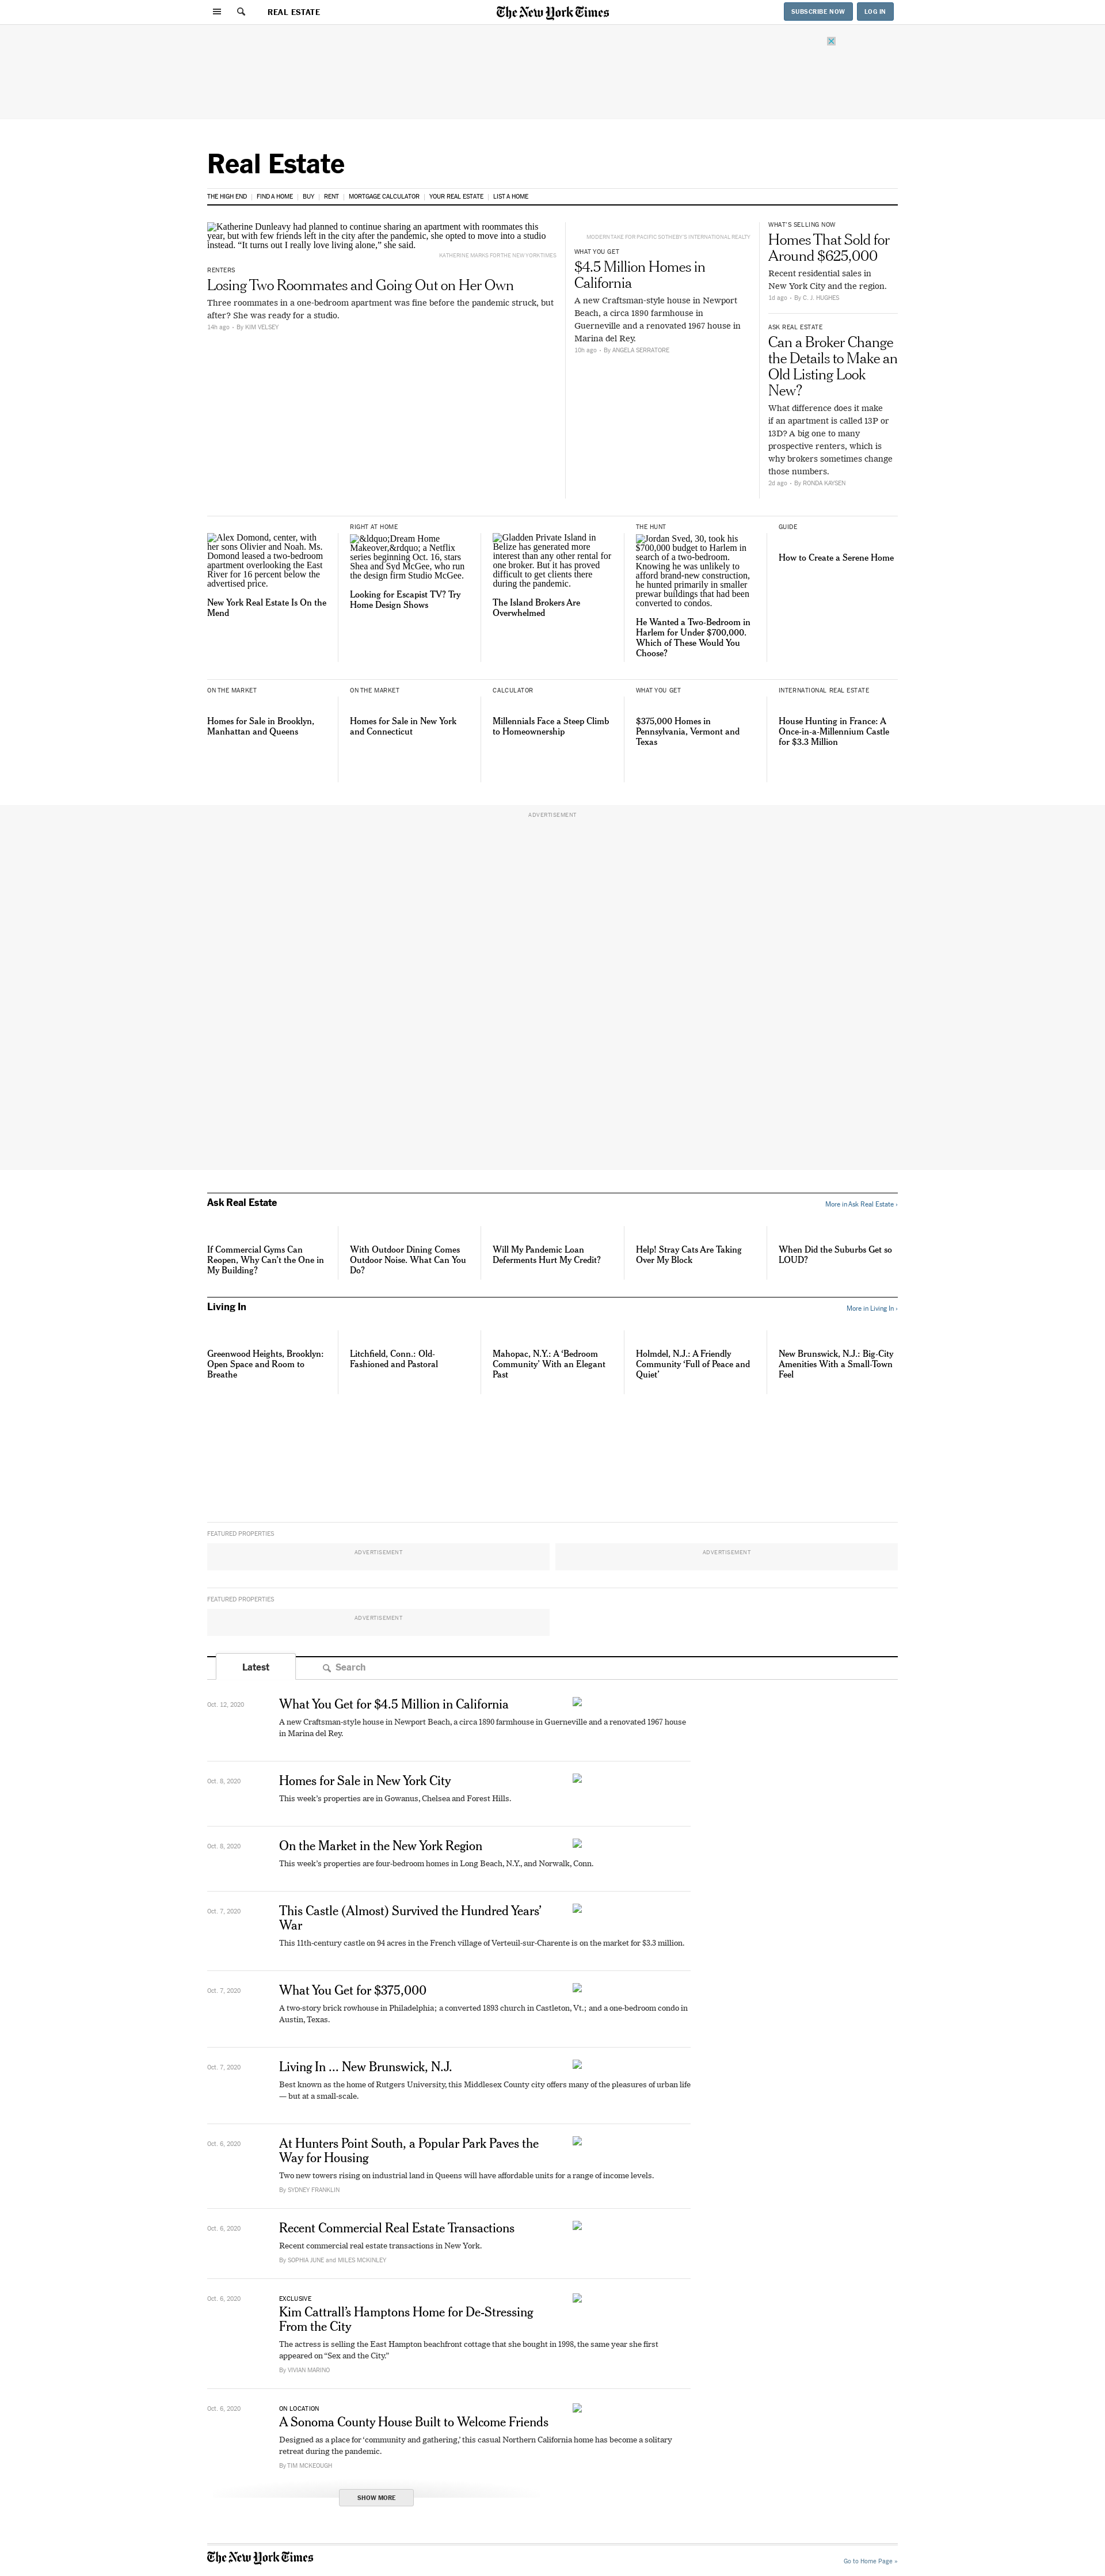 REAL ESTATE
The New York Times
SUBSCRIBE NOW
LOG IN
Real Estate
THE HIGH END
FIND A HOME
BUY
RENT
MORTGAGE CALCULATOR
YOUR REAL ESTATE
LIST A HOME
Katherine Dunleavy had planned to continue sharing an apartment with roommates this
year, but with few friends left in the city after the pandemic, she opted to move into a studio
instead. “It turns out I really love living alone,” she said.
KATHERINE MARKS FOR THE NEW YORK TIMES
RENTERS
Losing Two Roommates and Going Out on Her Own
Three roommates in a one-bedroom apartment was fine before the pandemic struck, but
after? She was ready for a studio.
14h ago - By KIM VELSEY
MODERN TAKE FOR PACIFIC SOTHEBY'S INTERNATIONAL REALTY
WHAT YOU GET
$4.5 Million Homes in
California
A new Craftsman-style house in Newport
Beach, a circa 1890 farmhouse in
Guerneville and a renovated 1967 house in
Marina del Rey.
10h ago - By ANGELA SERRATORE
WHAT'S SELLING NOW
Homes That Sold for
Around $625,000
Recent residential sales in
New York City and the region.
1d ago - By C. J. HUGHES
ASK REAL ESTATE
Can a Broker Change
the Details to Make an
Old Listing Look
New?
What difference does it make
if an apartment is called 13P or
13D? A big one to many
prospective renters, which is
why brokers sometimes change
those numbers.
2d ago - By RONDA KAYSEN
Alex Domond, center, with
her sons Olivier and Noah. Ms.
Domond leased a two-bedroom
apartment overlooking the East
River for 16 percent below the
advertised price.
New York Real Estate Is On the
Mend
RIGHT AT HOME
&ldquo;Dream Home
Makeover,&rdquo; a Netflix
series beginning Oct. 16, stars
Shea and Syd McGee, who run
the design firm Studio McGee.
Looking for Escapist TV? Try
Home Design Shows
Gladden Private Island in
Belize has generated more
interest than any other rental for
one broker. But it has proved
difficult to get clients there
during the pandemic.
The Island Brokers Are
Overwhelmed
THE HUNT
Jordan Sved, 30, took his
$700,000 budget to Harlem in
search of a two-bedroom.
Knowing he was unlikely to
afford brand-new construction,
he hunted primarily in smaller
prewar buildings that had been
converted to condos.
He Wanted a Two-Bedroom in
Harlem for Under $700,000.
Which of These Would You
Choose?
GUIDE
How to Create a Serene Home
ON THE MARKET
Homes for Sale in Brooklyn,
Manhattan and Queens
ON THE MARKET
Homes for Sale in New York
and Connecticut
CALCULATOR
Millennials Face a Steep Climb
to Homeownership
WHAT YOU GET
$375,000 Homes in
Pennsylvania, Vermont and
Texas
INTERNATIONAL REAL ESTATE
House Hunting in France: A
Once-in-a-Millennium Castle
for $3.3 Million
ADVERTISEMENT
Ask Real Estate
More in Ask Real Estate ›
If Commercial Gyms Can
Reopen, Why Can’t the One in
My Building?
With Outdoor Dining Comes
Outdoor Noise. What Can You
Do?
Will My Pandemic Loan
Deferments Hurt My Credit?
Help! Stray Cats Are Taking
Over My Block
When Did the Suburbs Get so
LOUD?
Living In
More in Living In ›
Greenwood Heights, Brooklyn:
Open Space and Room to
Breathe
Litchfield, Conn.: Old-
Fashioned and Pastoral
Mahopac, N.Y.: A ‘Bedroom
Community’ With an Elegant
Past
Holmdel, N.J.: A Friendly
Community ‘Full of Peace and
Quiet’
New Brunswick, N.J.: Big-City
Amenities With a Small-Town
Feel
FEATURED PROPERTIES
ADVERTISEMENT
ADVERTISEMENT
FEATURED PROPERTIES
ADVERTISEMENT
Latest
Search
Oct. 12, 2020
What You Get for $4.5 Million in California
A new Craftsman-style house in Newport Beach, a circa 1890 farmhouse in Guerneville and a renovated 1967 house
in Marina del Rey.
Oct. 8, 2020
Homes for Sale in New York City
This week’s properties are in Gowanus, Chelsea and Forest Hills.
Oct. 8, 2020
On the Market in the New York Region
This week’s properties are four-bedroom homes in Long Beach, N.Y., and Norwalk, Conn.
Oct. 7, 2020
This Castle (Almost) Survived the Hundred Years’
War
This 11th-century castle on 94 acres in the French village of Verteuil-sur-Charente is on the market for $3.3 million.
Oct. 7, 2020
What You Get for $375,000
A two-story brick rowhouse in Philadelphia; a converted 1893 church in Castleton, Vt.; and a one-bedroom condo in
Austin, Texas.
Oct. 7, 2020
Living In ... New Brunswick, N.J.
Best known as the home of Rutgers University, this Middlesex County city offers many of the pleasures of urban life
— but at a small-scale.
Oct. 6, 2020
At Hunters Point South, a Popular Park Paves the
Way for Housing
Two new towers rising on industrial land in Queens will have affordable units for a range of income levels.
By SYDNEY FRANKLIN
Oct. 6, 2020
Recent Commercial Real Estate Transactions
Recent commercial real estate transactions in New York.
By SOPHIA JUNE and MILES MCKINLEY
Oct. 6, 2020
EXCLUSIVE
Kim Cattrall’s Hamptons Home for De-Stressing
From the City
The actress is selling the East Hampton beachfront cottage that she bought in 1998, the same year she first
appeared on “Sex and the City.”
By VIVIAN MARINO
Oct. 6, 2020
ON LOCATION
A Sonoma County House Built to Welcome Friends
Designed as a place for ‘community and gathering,’ this casual Northern California home has become a solitary
retreat during the pandemic.
By TIM MCKEOUGH
SHOW MORE
The New York Times
Go to Home Page »